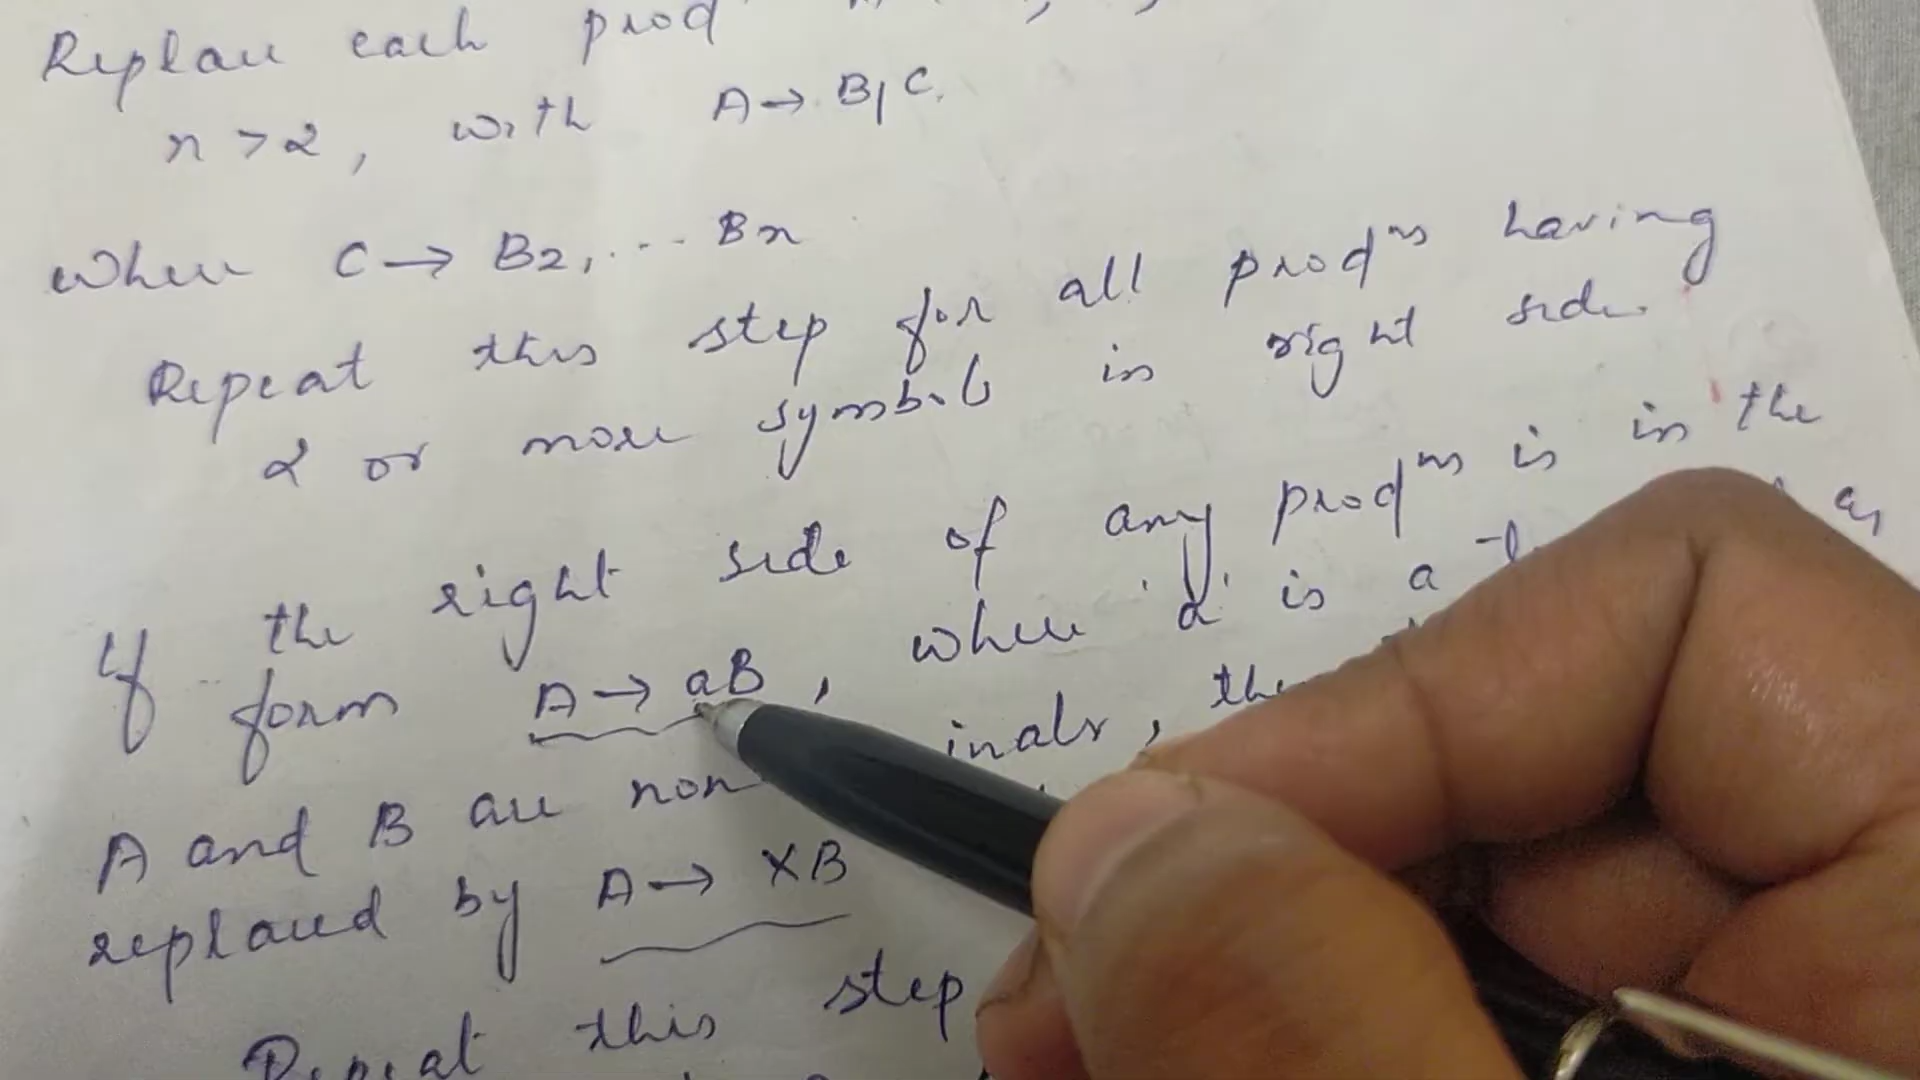 Replace each prod
n > 2, with A → B1C.
where C → B2,... Bn
Repeat this step for all prodns having
2 or more symbols in right side.
If the right side of any prodns is in the
form A → aB, where 'a' is a
A and B are non inals, the
replaced by A → XB
Repeat this step